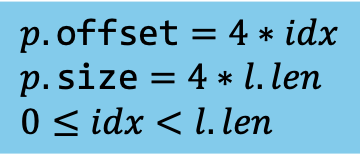 p.offset = 4 * idx
p.size = 4 * l.len
0 ≤ idx < l.len